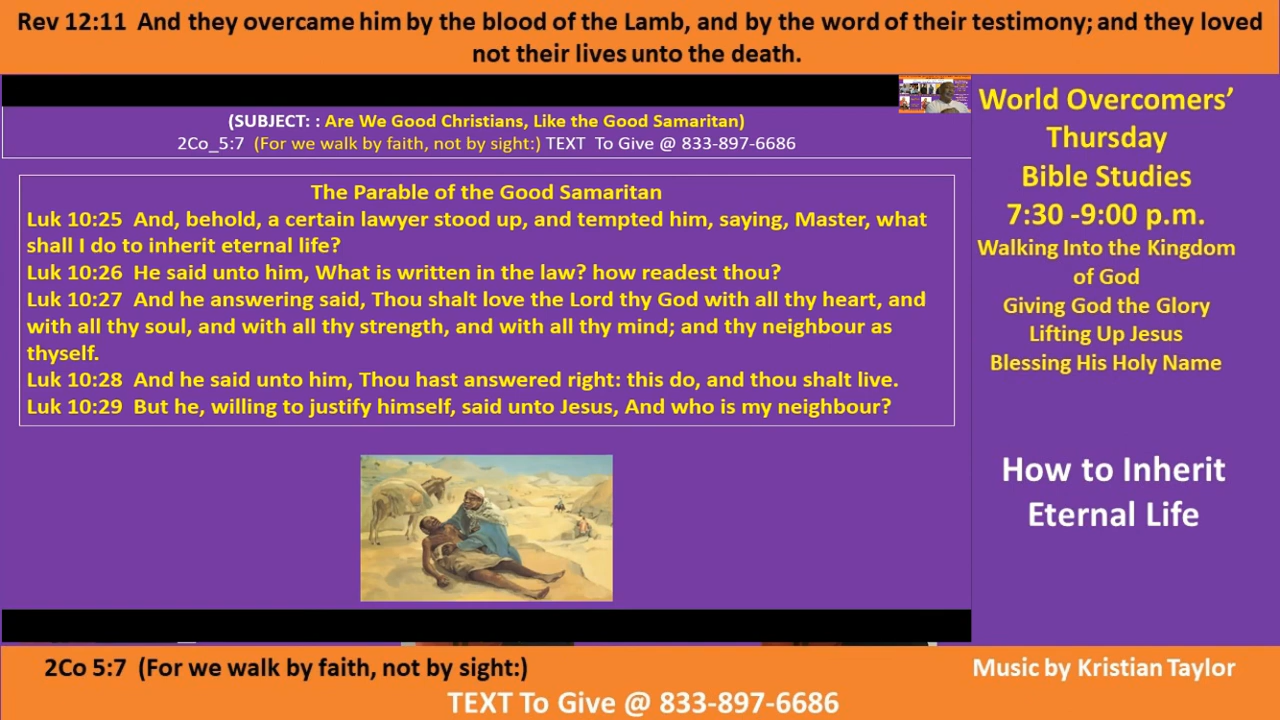 Rev 12:11 And they overcame him by the blood of the Lamb, and by the word of their testimony; and they loved
not their lives unto the death.
(SUBJECT: : Are We Good Christians, Like the Good Samaritan)
2Co_5:7 (For we walk by faith, not by sight:) TEXT To Give @ 833-897-6686
The Parable of the Good Samaritan
Luk 10:25 And, behold, a certain lawyer stood up, and tempted him, saying, Master, what
shall I do to inherit eternal life?
Luk 10:26 He said unto him, What is written in the law? how readest thou?
Luk 10:27 And he answering said, Thou shalt love the Lord thy God with all thy heart, and
with all thy soul, and with all thy strength, and with all thy mind; and thy neighbour as
thyself.
Luk 10:28 And he said unto him, Thou hast answered right: this do, and thou shalt live.
Luk 10:29 But he, willing to justify himself, said unto Jesus, And who is my neighbour?
World Overcomers’
Thursday
Bible Studies
7:30 -9:00 p.m.
Walking Into the Kingdom
of God
Giving God the Glory
Lifting Up Jesus
Blessing His Holy Name
How to Inherit
Eternal Life
2Co 5:7 (For we walk by faith, not by sight:)
Music by Kristian Taylor
TEXT To Give @ 833-897-6686